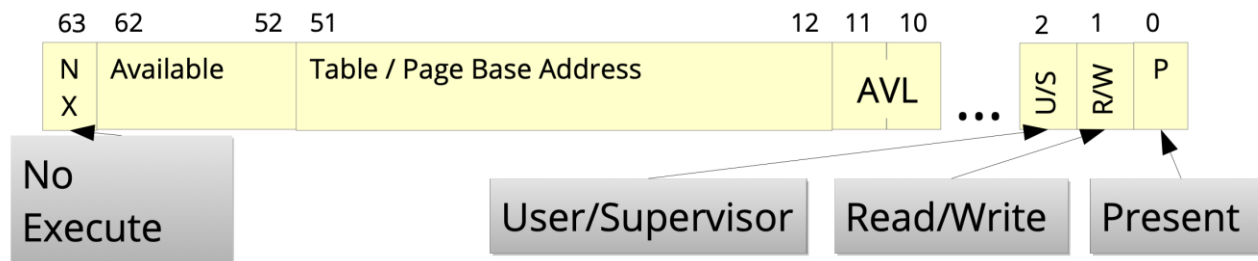 63 62 52 51 12 11 10 2 1 0
N
X
Available
Table / Page Base Address
AVL
...
U/S
R/W
P
No
Execute
User/Supervisor
Read/Write
Present